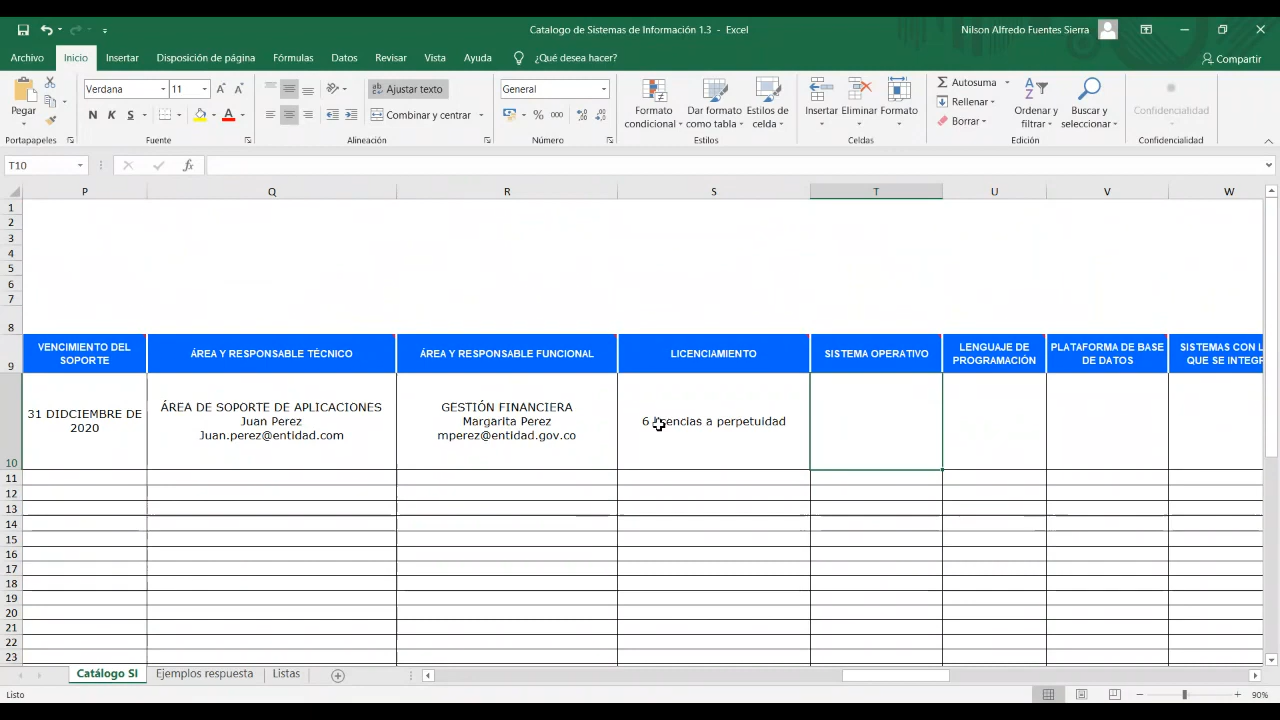 Catalogo de Sistemas de Información 1.3 - Excel
Nilson Alfredo Fuentes Sierra
Archivo Inicio Insertar Disposición de página Fórmulas Datos Revisar Vista Ayuda ¿Qué desea hacer? Compartir
Pegar
Verdana 11
N K S
Ajustar texto
Combinar y centrar
General
% 000
Formato condicional
Dar formato como tabla
Estilos de celda
Insertar Eliminar Formato
Autosuma
Rellenar
Borrar
Ordenar y filtrar
Buscar y seleccionar
Confidencialidad
Portapapeles Fuente Alineación Número Estilos Celdas Edición Confidencialidad
T10 fx
P Q R S T U V W
1
2
3
4
5
6
7
8
9 VENCIMIENTO DEL SOPORTE ÁREA Y RESPONSABLE TÉCNICO ÁREA Y RESPONSABLE FUNCIONAL LICENCIAMIENTO SISTEMA OPERATIVO LENGUAJE DE PROGRAMACIÓN PLATAFORMA DE BASE DE DATOS SISTEMAS CON QUE SE
31 DIDCIEMBRE DE 2020
ÁREA DE SOPORTE DE APLICACIONES
Juan Perez
Juan.perez@entidad.com
GESTIÓN FINANCIERA
Margarita Perez
mperez@entidad.gov.co
6 licencias a perpetuidad
10
11
12
13
14
15
16
17
18
19
20
21
22
23
Catálogo SI Ejemplos respuesta Listas
Listo 90%